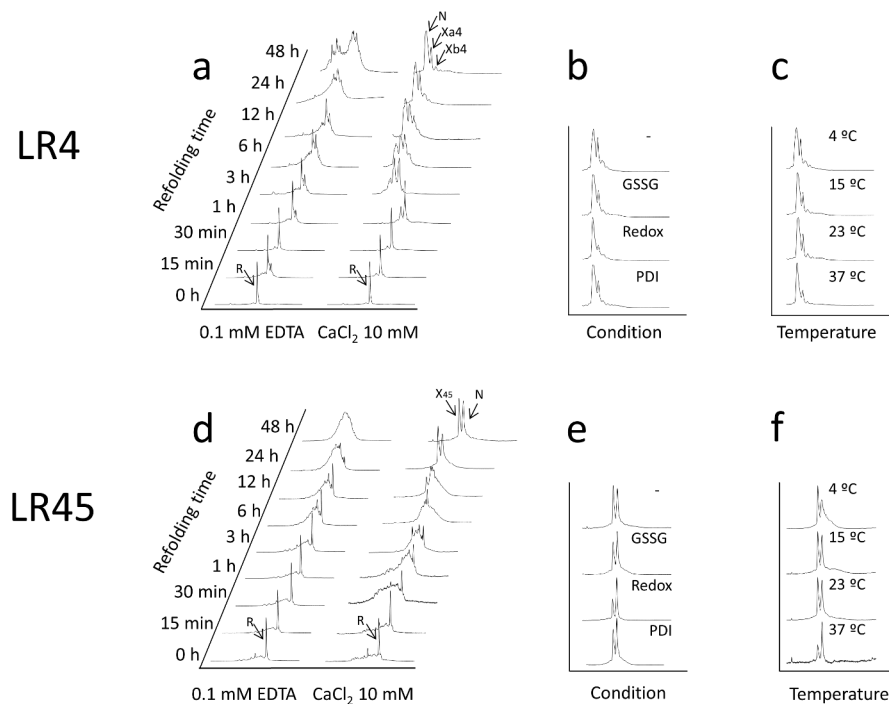 LR4
a
Refolding time
48 h
24 h
12 h
6 h
3 h
1 h
30 min
15 min
0 h
R
R
N
Xa4
Xb4
0.1 mM EDTA
CaCl₂ 10 mM
b
-
GSSG
Redox
PDI
Condition
c
4 ºC
15 ºC
23 ºC
37 ºC
Temperature
LR45
d
Refolding time
48 h
24 h
12 h
6 h
3 h
1 h
30 min
15 min
0 h
R
R
X₄₅
N
0.1 mM EDTA
CaCl₂ 10 mM
e
-
GSSG
Redox
PDI
Condition
f
4 ºC
15 ºC
23 ºC
37 ºC
Temperature